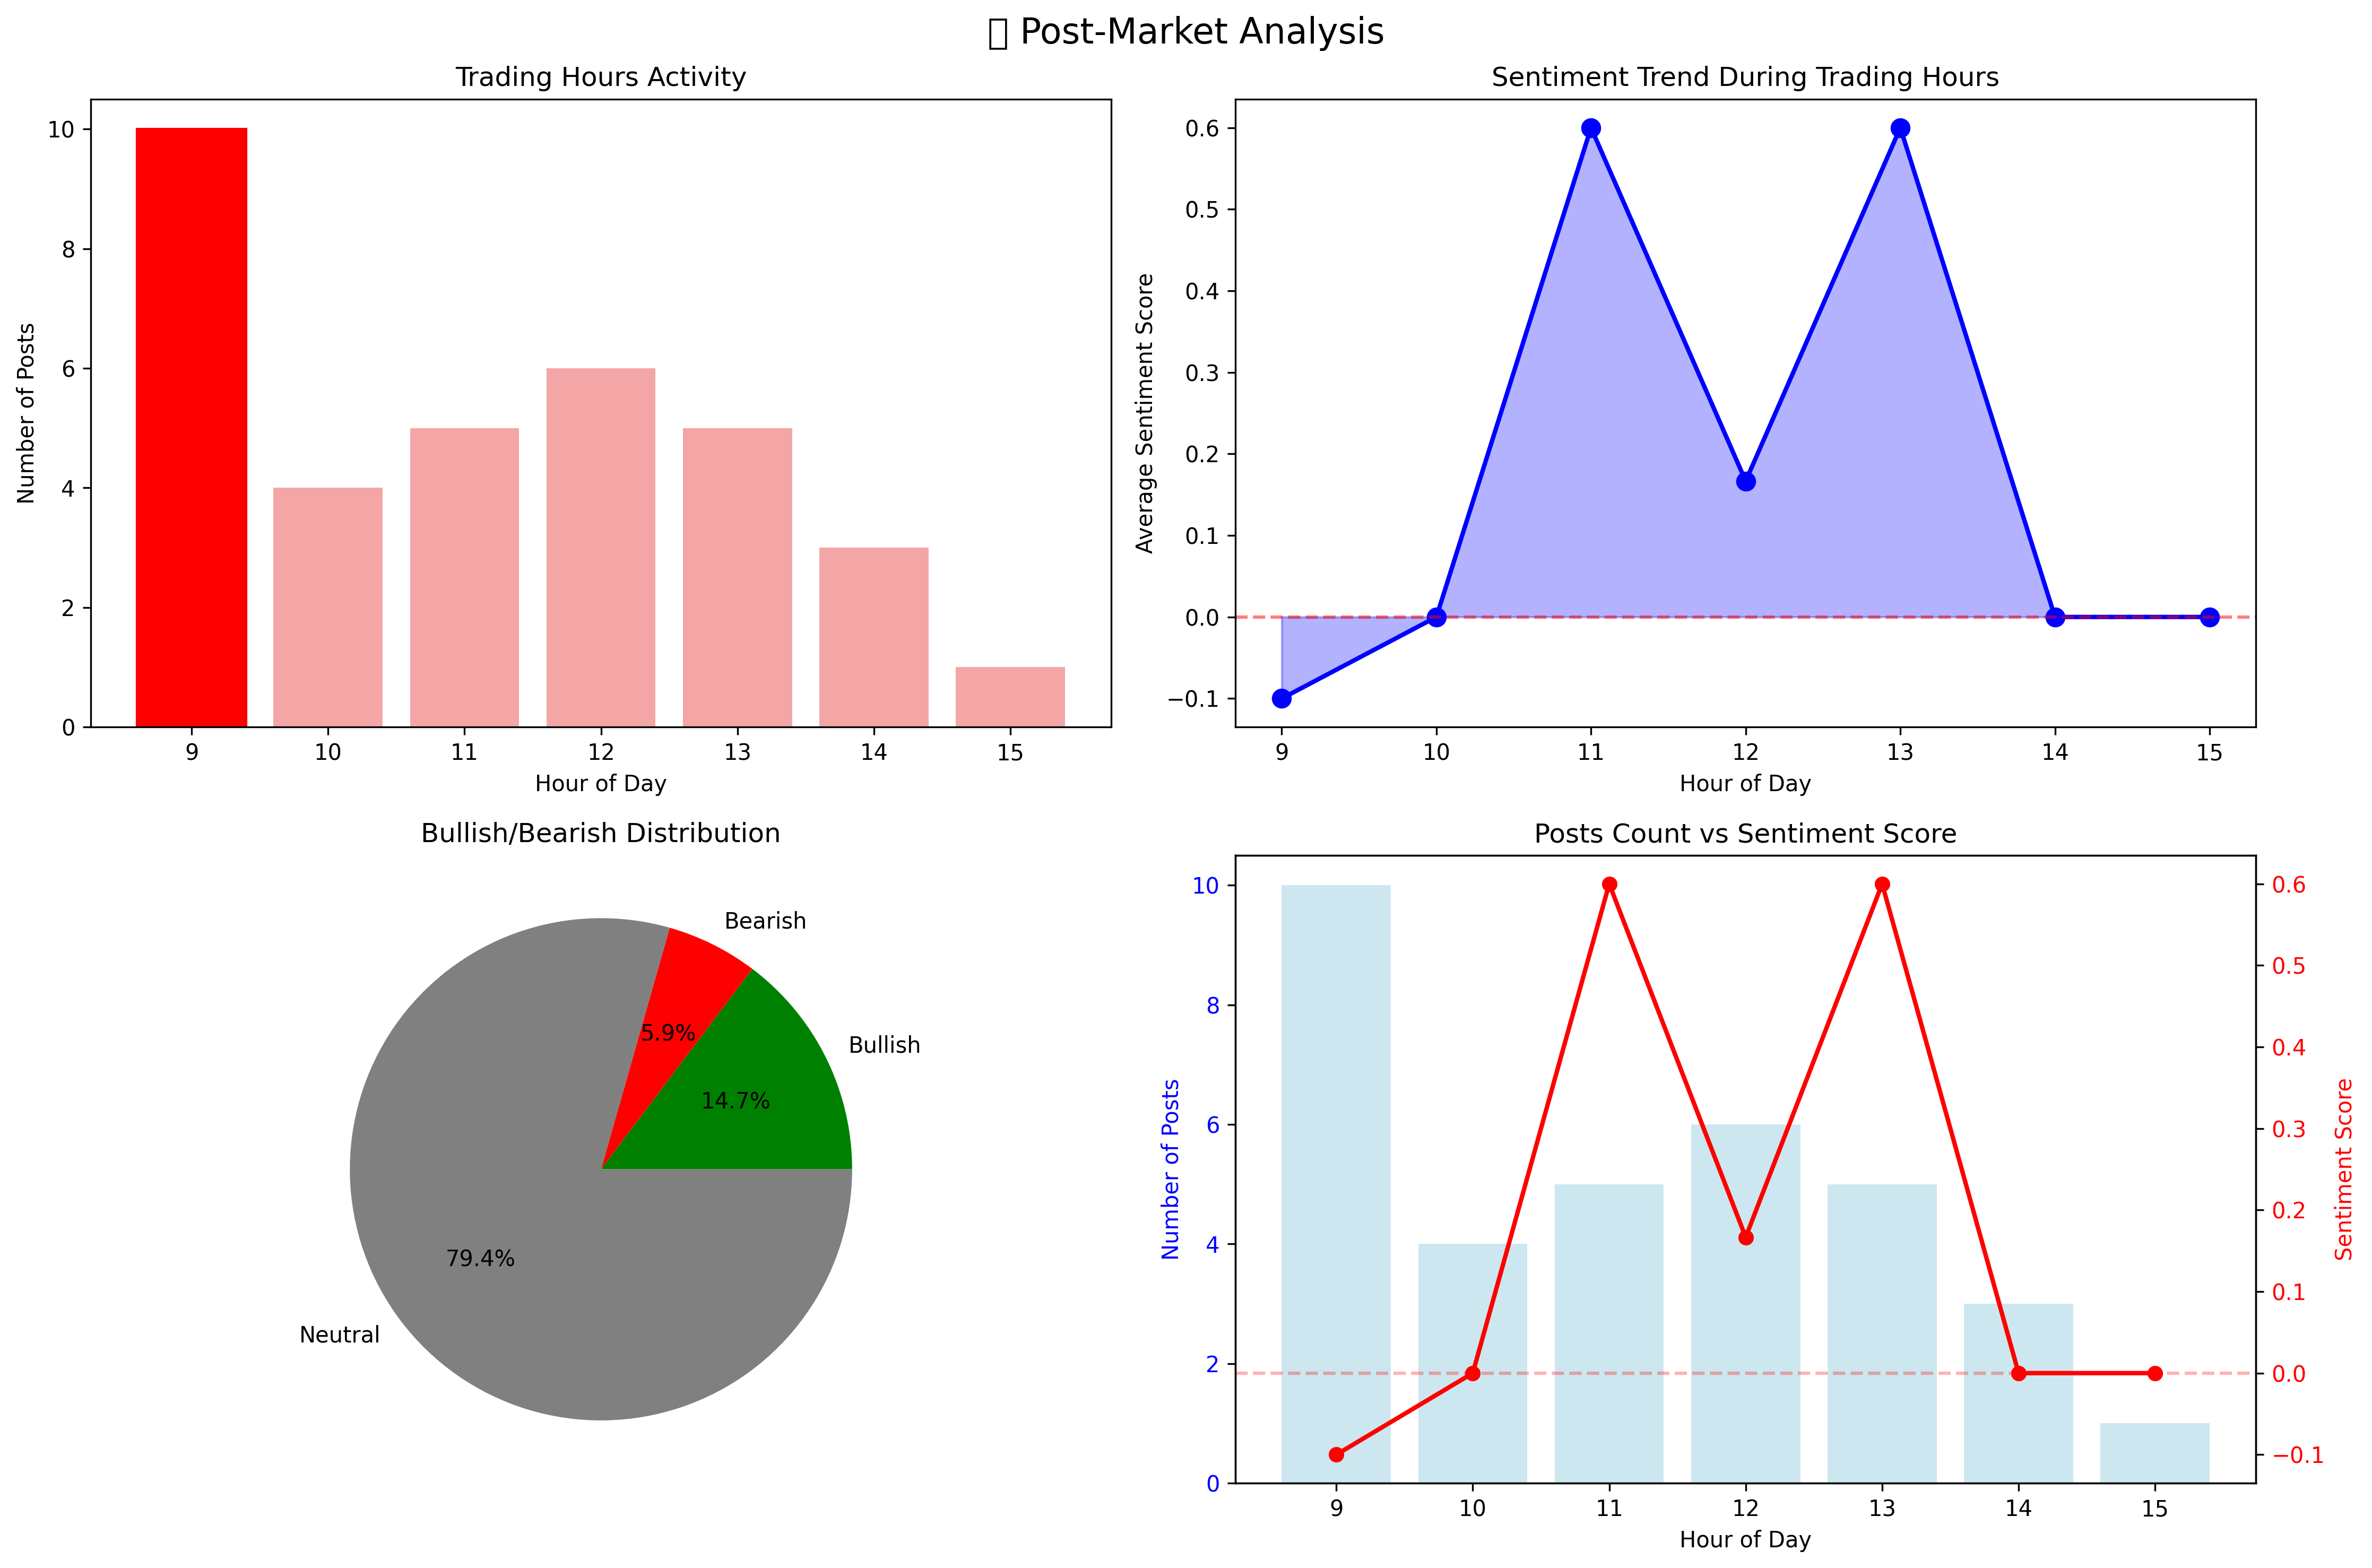 Post-Market Analysis
Trading Hours Activity
Number of Posts
10
8
6
4
2
0
9 10 11 12 13 14 15
Hour of Day
Sentiment Trend During Trading Hours
Average Sentiment Score
0.6
0.5
0.4
0.3
0.2
0.1
0.0
−0.1
9 10 11 12 13 14 15
Hour of Day
Bullish/Bearish Distribution
Bearish
5.9%
Bullish
14.7%
79.4%
Neutral
Posts Count vs Sentiment Score
Number of Posts
10
8
6
4
2
0
0.6
0.5
0.4
0.3
0.2
0.1
0.0
−0.1
Sentiment Score
9 10 11 12 13 14 15
Hour of Day